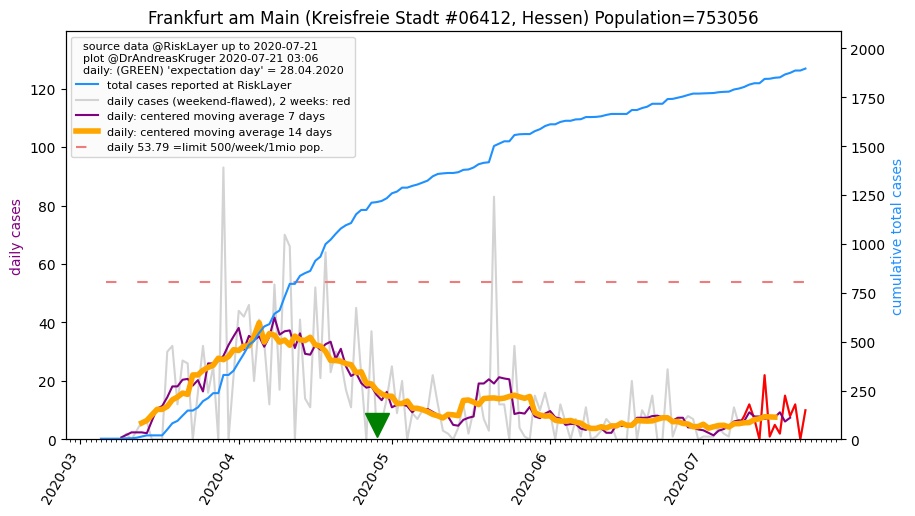 Frankfurt am Main (Kreisfreie Stadt #06412, Hessen) Population=753056
source data @RiskLayer up to 2020-07-21
plot @DrAndreasKruger 2020-07-21 03:06
daily: (GREEN) 'expectation day' = 28.04.2020
total cases reported at RiskLayer
daily cases (weekend-flawed), 2 weeks: red
daily: centered moving average 7 days
daily: centered moving average 14 days
daily 53.79 =limit 500/week/1mio pop.
daily cases
120
100
80
60
40
20
0
cumulative total cases
2000
1750
1500
1250
1000
750
500
250
0
2020-03
2020-04
2020-05
2020-06
2020-07